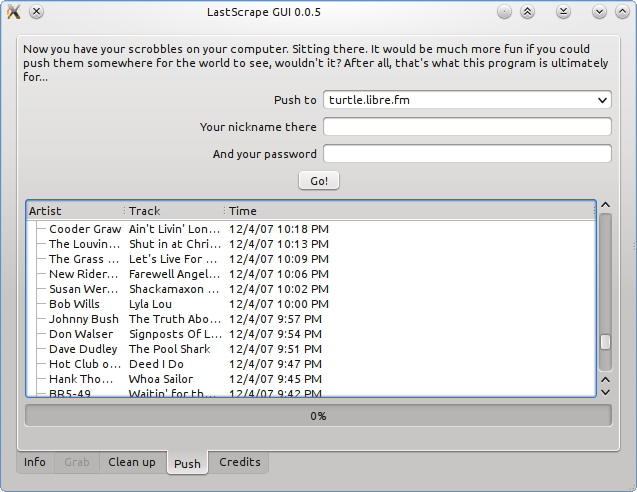 LastScrape GUI 0.0.5
Now you have your scrobbles on your computer. Sitting there. It would be much more fun if you could
push them somewhere for the world to see, wouldn't it? After all, that's what this program is ultimately
for...
Push to turtle.libre.fm
Your nickname there
And your password
Go!
Artist Track Time
Cooder Graw Ain't Livin' Lon... 12/4/07 10:18 PM
The Louvin... Shut in at Chri... 12/4/07 10:13 PM
The Grass ... Let's Live For ... 12/4/07 10:09 PM
New Rider... Farewell Angel... 12/4/07 10:06 PM
Susan Wer... Shackamaxon ... 12/4/07 10:02 PM
Bob Wills Lyla Lou 12/4/07 10:00 PM
Johnny Bush The Truth Abo... 12/4/07 9:57 PM
Don Walser Signposts Of L... 12/4/07 9:54 PM
Dave Dudley The Pool Shark 12/4/07 9:51 PM
Hot Club o... Deed I Do 12/4/07 9:47 PM
Hank Tho... Whoa Sailor 12/4/07 9:45 PM
BR5-49 Waitin' for th... 12/4/07 9:42 PM
0%
Info Grab Clean up Push Credits